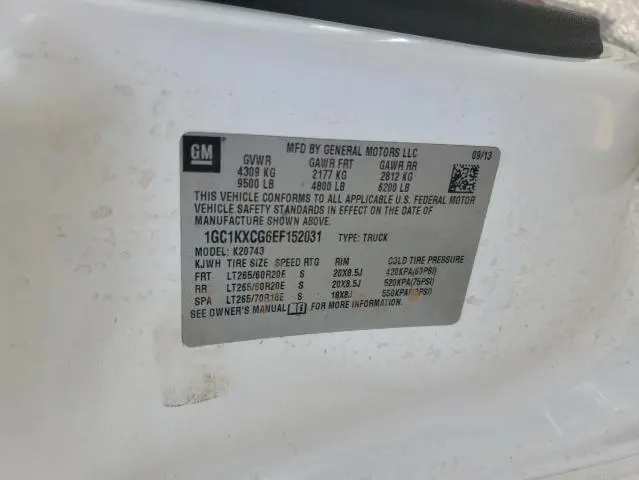 GM
MFD BY GENERAL MOTORS LLC 09/13
GVWR GAWR FRT GAWR RR
4309 KG 2177 KG 2812 KG
9500 LB 4800 LB 6200 LB
THIS VEHICLE CONFORMS TO ALL APPLICABLE U.S. FEDERAL MOTOR
VEHICLE SAFETY STANDARDS IN EFFECT ON THE DATE OF
MANUFACTURE SHOWN ABOVE.
1GC1KXCG6EF152031 TYPE: TRUCK
MODEL: K20743
KJWH TIRE SIZE SPEED RTG RIM COLD TIRE PRESSURE
FRT LT265/60R20E S 20X8.5J 420KPA(60PSI)
RR LT265/60R20E S 20X8.5J 520KPA(75PSI)
SPA LT265/70R18E S 18X8J
SEE OWNER'S MANUAL FOR MORE INFORMATION.